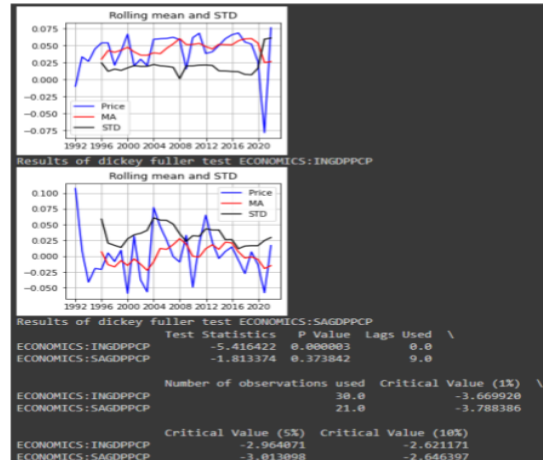 Rolling mean and STD
0.075
0.050
0.025
0.000
−0.025
−0.050
−0.075
Price
MA
STD
1992 1996 2000 2004 2008 2012 2016 2020
Results of dickey fuller test ECONOMICS:INGDPPCP
Rolling mean and STD
0.100
0.075
0.050
0.025
0.000
−0.025
−0.050
Price
MA
STD
1992 1996 2000 2004 2008 2012 2016 2020
Results of dickey fuller test ECONOMICS:SAGDPPCP
Test Statistics P Value Lags Used \
ECONOMICS:INGDPPCP -5.416422 0.000003 0.0
ECONOMICS:SAGDPPCP -1.813374 0.373842 9.0
Number of observations used Critical Value (1%) \
ECONOMICS:INGDPPCP 30.0 -3.669920
ECONOMICS:SAGDPPCP 21.0 -3.788386
Critical Value (5%) Critical Value (10%)
ECONOMICS:INGDPPCP -2.964071 -2.621171
ECONOMICS:SAGDPPCP -3.013098 -2.646397